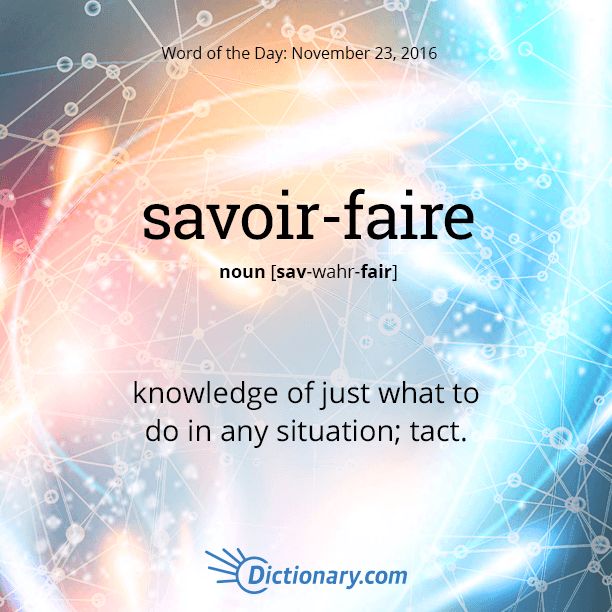 Word of the Day: November 23, 2016
savoir-faire
noun [sav-wahr-fair]
knowledge of just what to
do in any situation; tact.
Dictionary.com